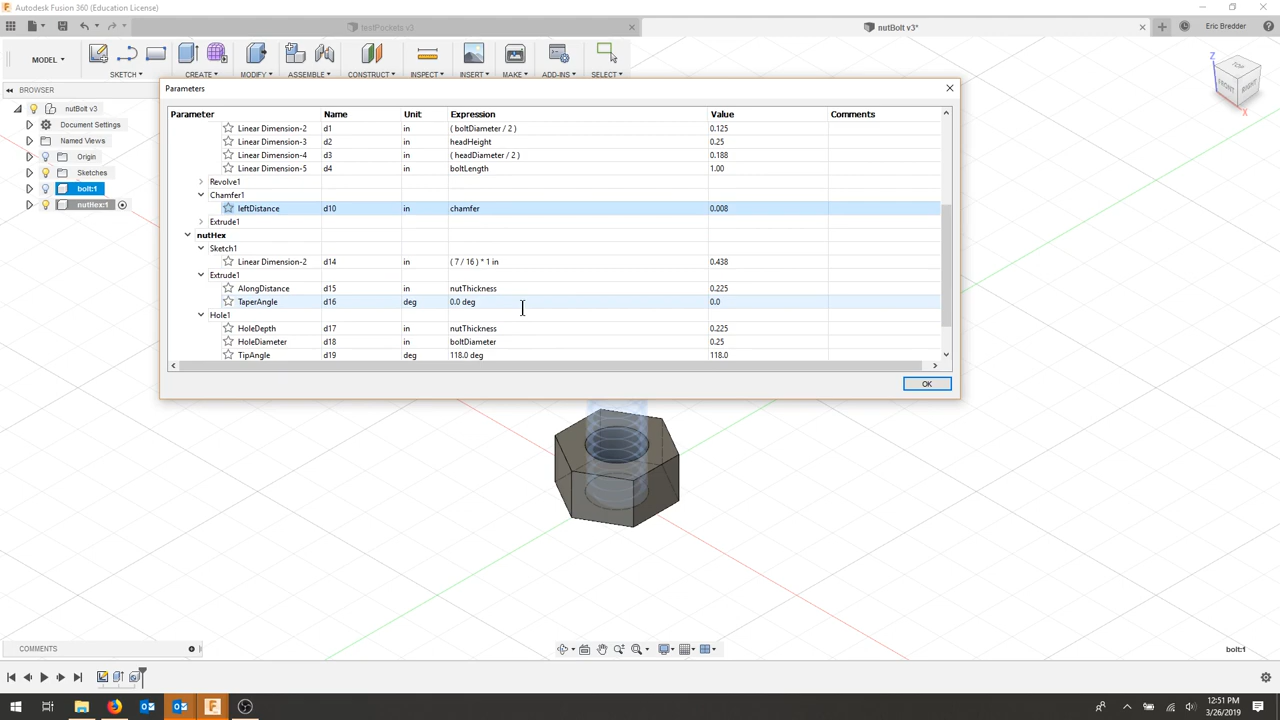 Autodesk Fusion 360 (Education License)
testPockets v3
nutBolt v3*
Eric Bredder
MODEL
SKETCH
CREATE
MODIFY
ASSEMBLE
CONSTRUCT
INSPECT
INSERT
MAKE
ADD-INS
SELECT
BROWSER
nutBolt v3
Document Settings
Named Views
Origin
Sketches
bolt:1
nutHex:1
Parameters
Parameter Name Unit Expression Value Comments
Linear Dimension-2 d1 in ( boltDiameter / 2 ) 0.125
Linear Dimension-3 d2 in headHeight 0.25
Linear Dimension-4 d3 in ( headDiameter / 2 ) 0.188
Linear Dimension-5 d4 in boltLength 1.00
Revolve1
Chamfer1
leftDistance d10 in chamfer 0.008
Extrude1
nutHex
Sketch1
Linear Dimension-2 d14 in ( 7 / 16 ) * 1 in 0.438
Extrude1
AlongDistance d15 in nutThickness 0.225
TaperAngle d16 deg 0.0 deg 0.0
Hole1
HoleDepth d17 in nutThickness 0.225
HoleDiameter d18 in boltDiameter 0.25
TipAngle d19 deg 118.0 deg 118.0
OK
Z
TOP
FRONT
RIGHT
X
COMMENTS
bolt:1
12:51 PM
3/26/2019